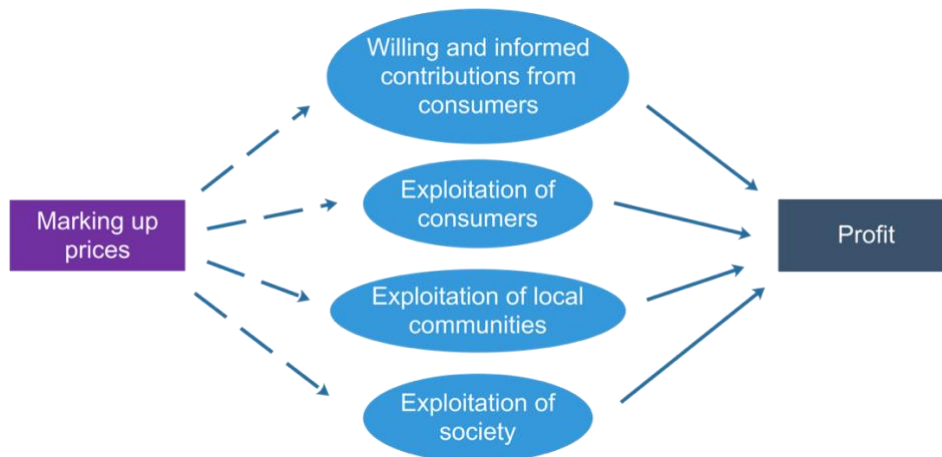 Willing and informed
contributions from
consumers
Marking up
prices
Exploitation of
consumers
Profit
Exploitation of local
communities
Exploitation of
society